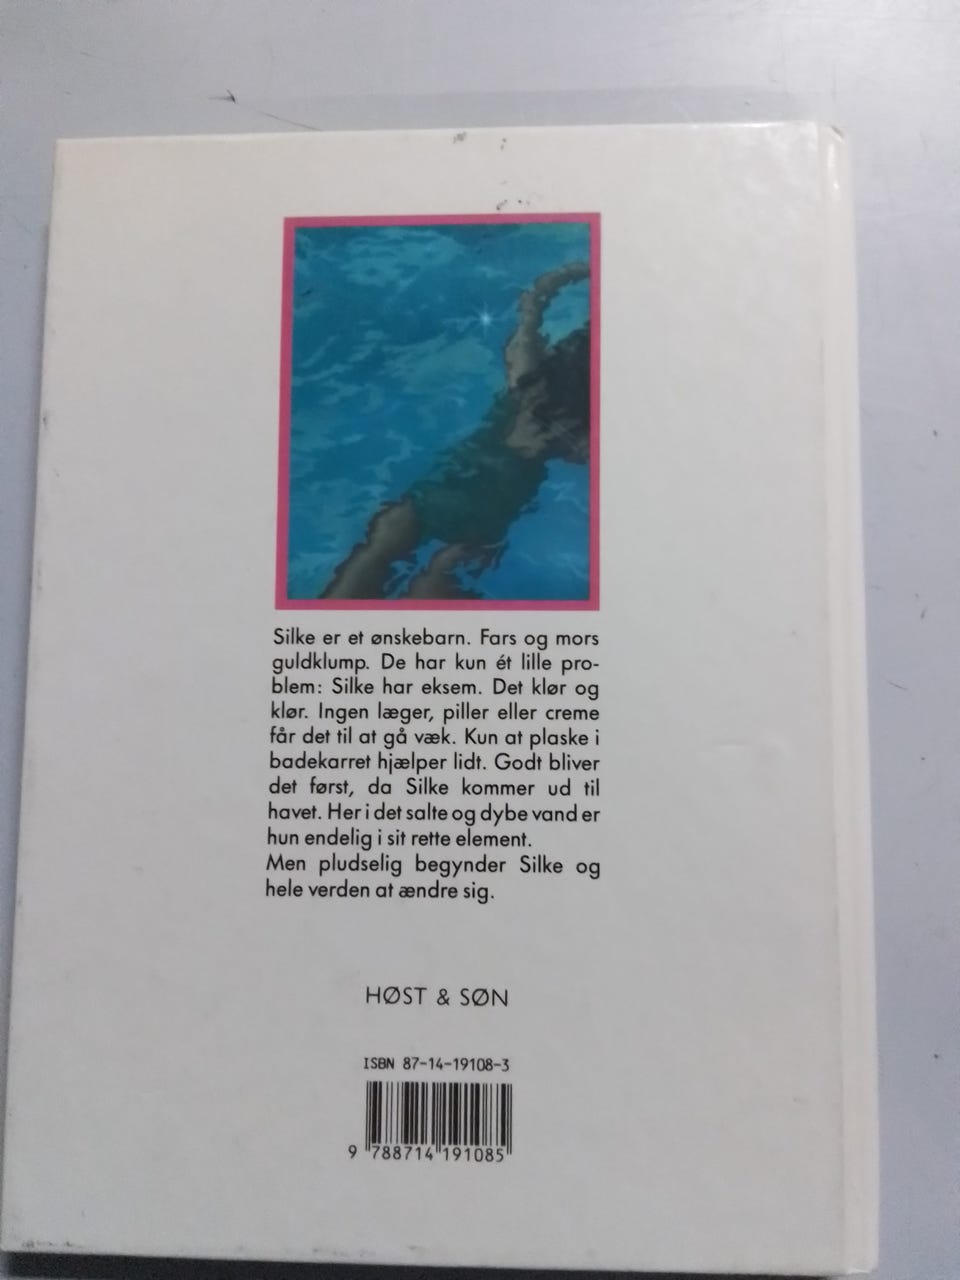 Silke er et ønskebarn. Fars og mors
guldklump. De har kun ét lille pro-
blem: Silke har eksem. Det klør og
klør. Ingen læger, piller eller creme
får det til at gå væk. Kun at plaske i
badekarret hjælper lidt. Godt bliver
det først, da Silke kommer ud til
havet. Her i det salte og dybe vand er
hun endelig i sit rette element.
Men pludselig begynder Silke og
hele verden at ændre sig.
HØST & SØN
ISBN 87-14-19108-3
9 788714 191085